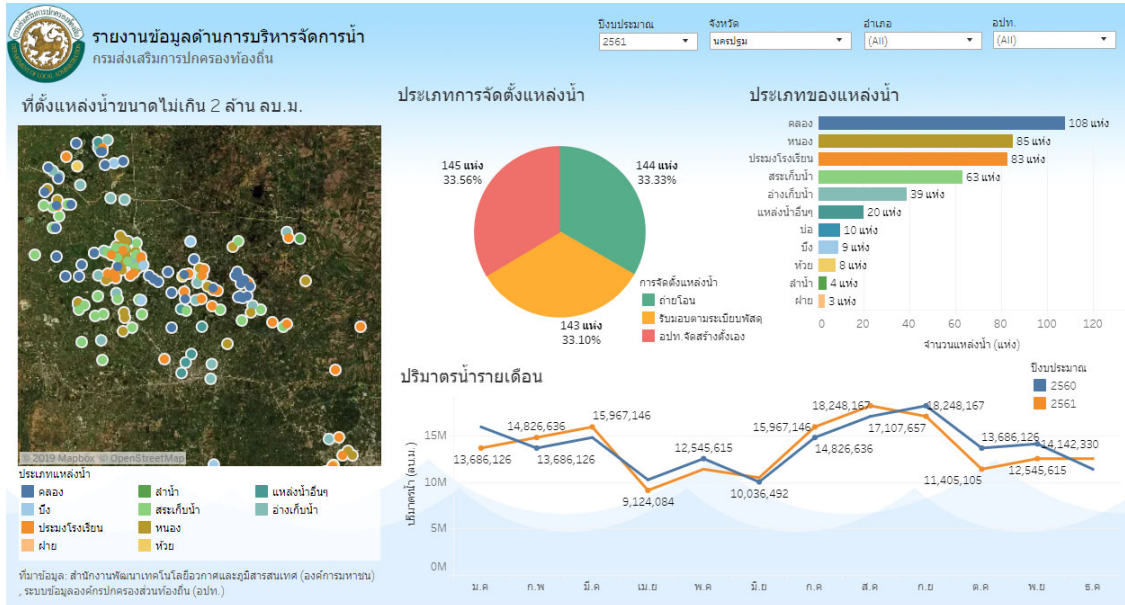 รายงานข้อมูลด้านการบริหารจัดการน้ำ
กรมส่งเสริมการปกครองท้องถิ่น
ปีงบประมาณ
2561
จังหวัด
นครปฐม
อำเภอ
(All)
อปท.
(All)
ที่ตั้งแหล่งน้ำขนาดไม่เกิน 2 ล้าน ลบ.ม.
© 2019 Mapbox © OpenStreetMap
ประเภทแหล่งน้ำ
คลอง
บึง
ประมงโรงเรียน
ฝาย
ลำน้ำ
สระเก็บน้ำ
หนอง
ห้วย
แหล่งน้ำอื่นๆ
อ่างเก็บน้ำ
ที่มาข้อมูล: สำนักงานพัฒนาเทคโนโลยีอวกาศและภูมิสารสนเทศ (องค์การมหาชน)
, ระบบข้อมูลองค์กรปกครองส่วนท้องถิ่น (อปท.)
ประเภทการจัดตั้งแหล่งน้ำ
145 แห่ง
33.56%
144 แห่ง
33.33%
143 แห่ง
33.10%
การจัดตั้งแหล่งน้ำ
ถ่ายโอน
รับมอบตามระเบียบพัสดุ
อปท.จัดสร้างตั้งเอง
ประเภทของแหล่งน้ำ
คลอง 108 แห่ง
หนอง 85 แห่ง
ประมงโรงเรียน 83 แห่ง
สระเก็บน้ำ 63 แห่ง
อ่างเก็บน้ำ 39 แห่ง
แหล่งน้ำอื่นๆ 20 แห่ง
บ่อ 10 แห่ง
บึง 9 แห่ง
ห้วย 8 แห่ง
ลำน้ำ 4 แห่ง
ฝาย 3 แห่ง
0 20 40 60 80 100 120
จำนวนแหล่งน้ำ (แห่ง)
ปริมาตรน้ำรายเดือน
ปีงบประมาณ
2560
2561
ปริมาตรน้ำ (ลบ.ม.)
15M
10M
5M
0M
13,686,126
14,826,636
13,686,126
15,967,146
9,124,084
12,545,615
10,036,492
15,967,146
14,826,636
18,248,167
17,107,657
18,248,167
13,686,126
11,405,105
14,142,330
12,545,615
ม.ค ก.พ มี.ค เม.ย พ.ค มิ.ย ก.ค ส.ค ก.ย ต.ค พ.ย ธ.ค